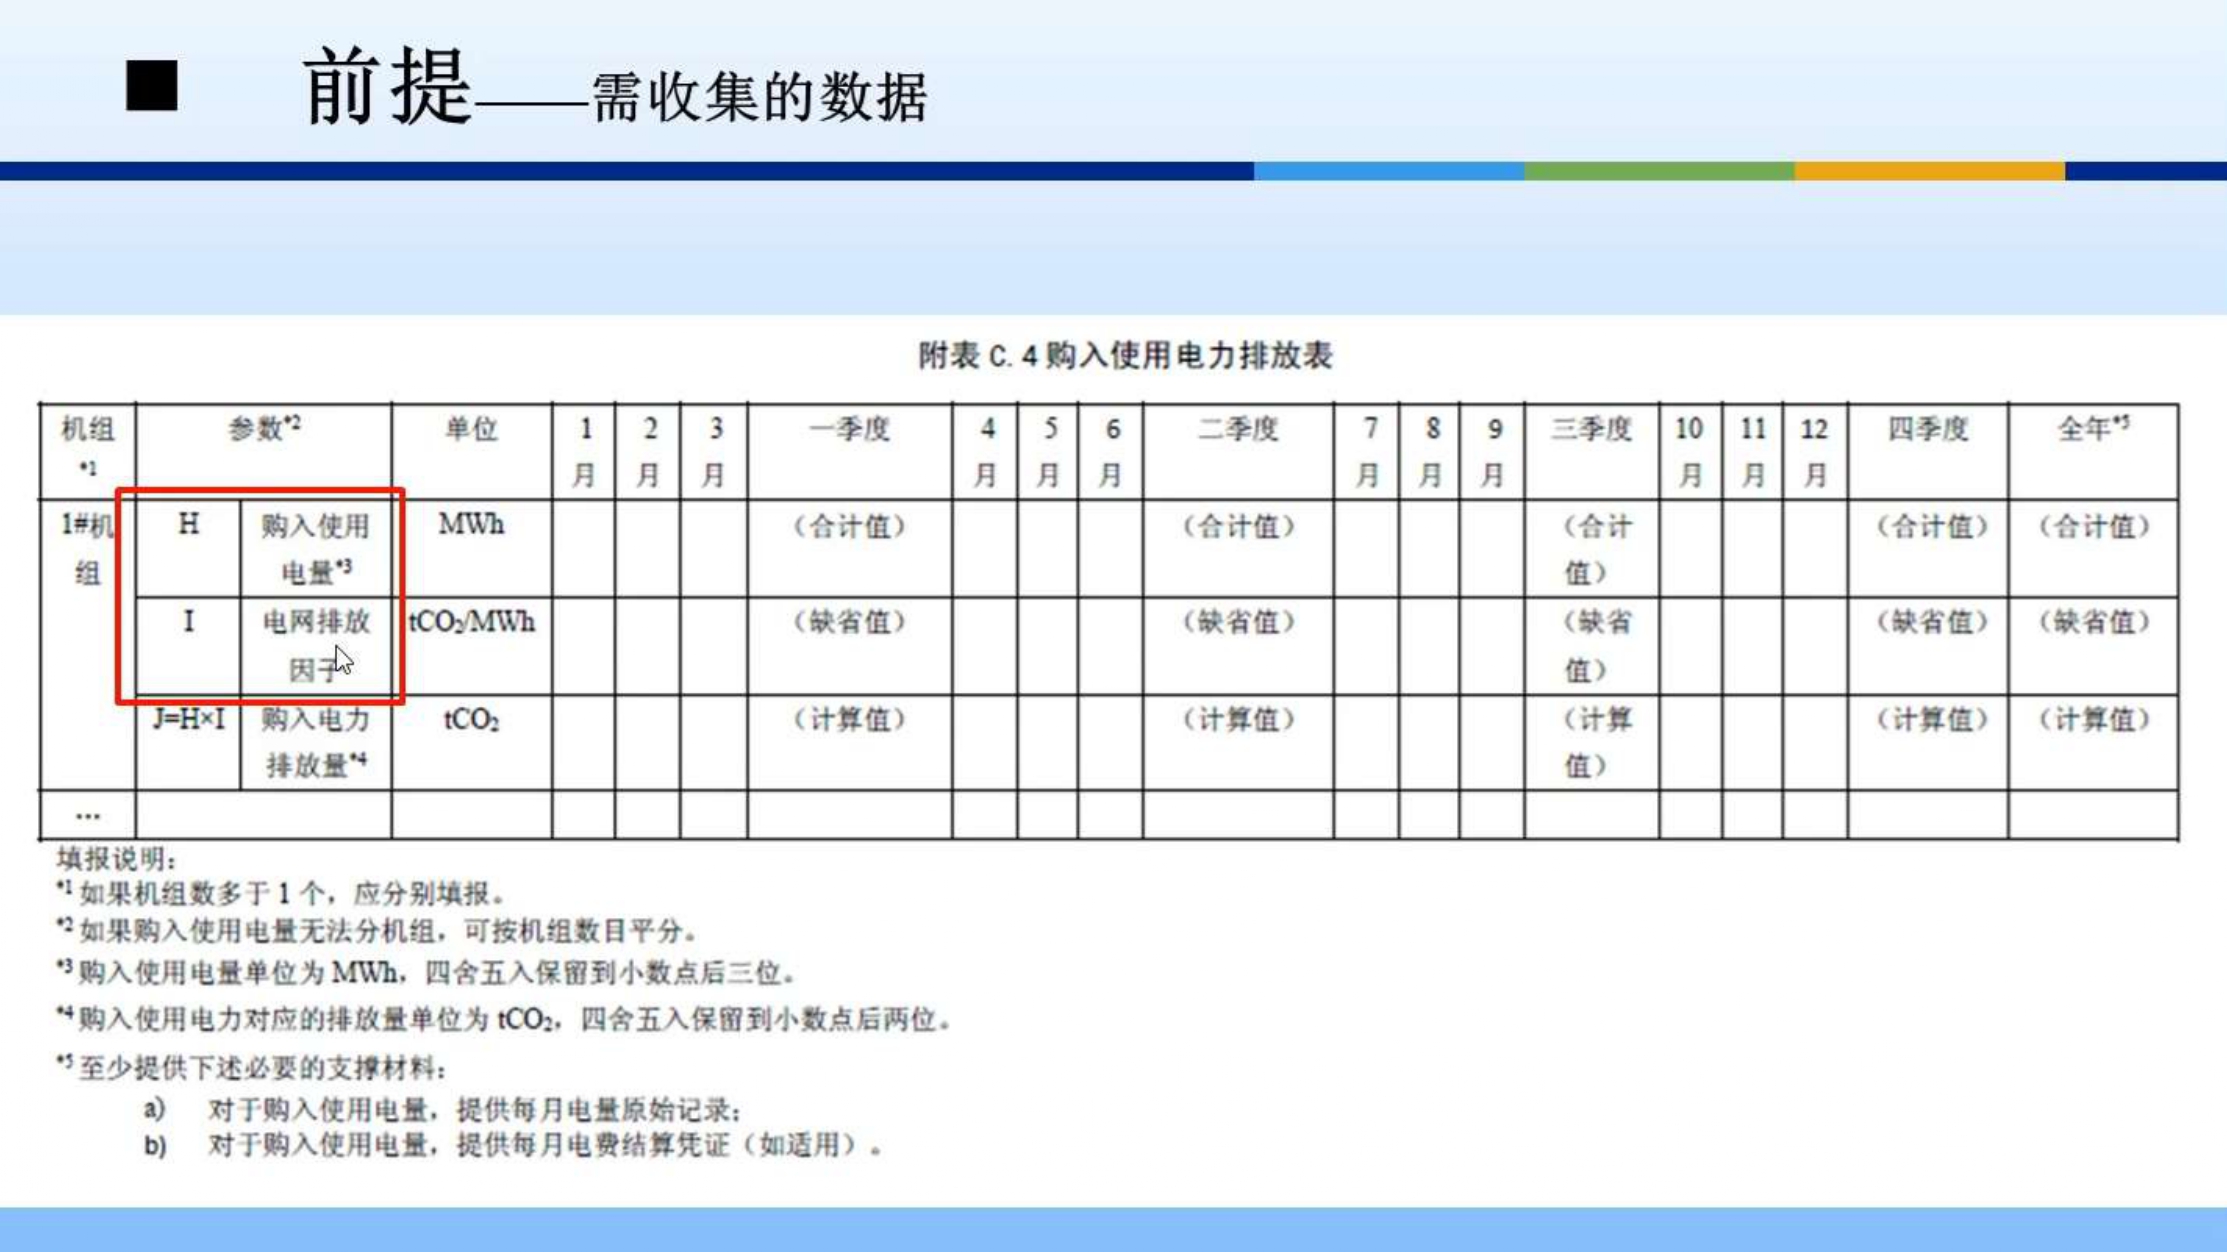 ■ 前提——需收集的数据
附表 C.4 购入使用电力排放表
机组*1 参数*2 单位 1月 2月 3月 一季度 4月 5月 6月 二季度 7月 8月 9月 三季度 10月 11月 12月 四季度 全年*5
1#机组 H 购入使用电量*3 MWh （合计值） （合计值） （合计值） （合计值） （合计值）
I 电网排放因子 tCO₂/MWh （缺省值） （缺省值） （缺省值） （缺省值） （缺省值）
J=H×I 购入电力排放量*4 tCO₂ （计算值） （计算值） （计算值） （计算值） （计算值）
...
填报说明：
*1 如果机组数多于 1 个，应分别填报。
*2 如果购入使用电量无法分机组，可按机组数目平分。
*3 购入使用电量单位为 MWh，四舍五入保留到小数点后三位。
*4 购入使用电力对应的排放量单位为 tCO₂，四舍五入保留到小数点后两位。
*5 至少提供下述必要的支撑材料：
a) 对于购入使用电量，提供每月电量原始记录；
b) 对于购入使用电量，提供每月电费结算凭证（如适用）。